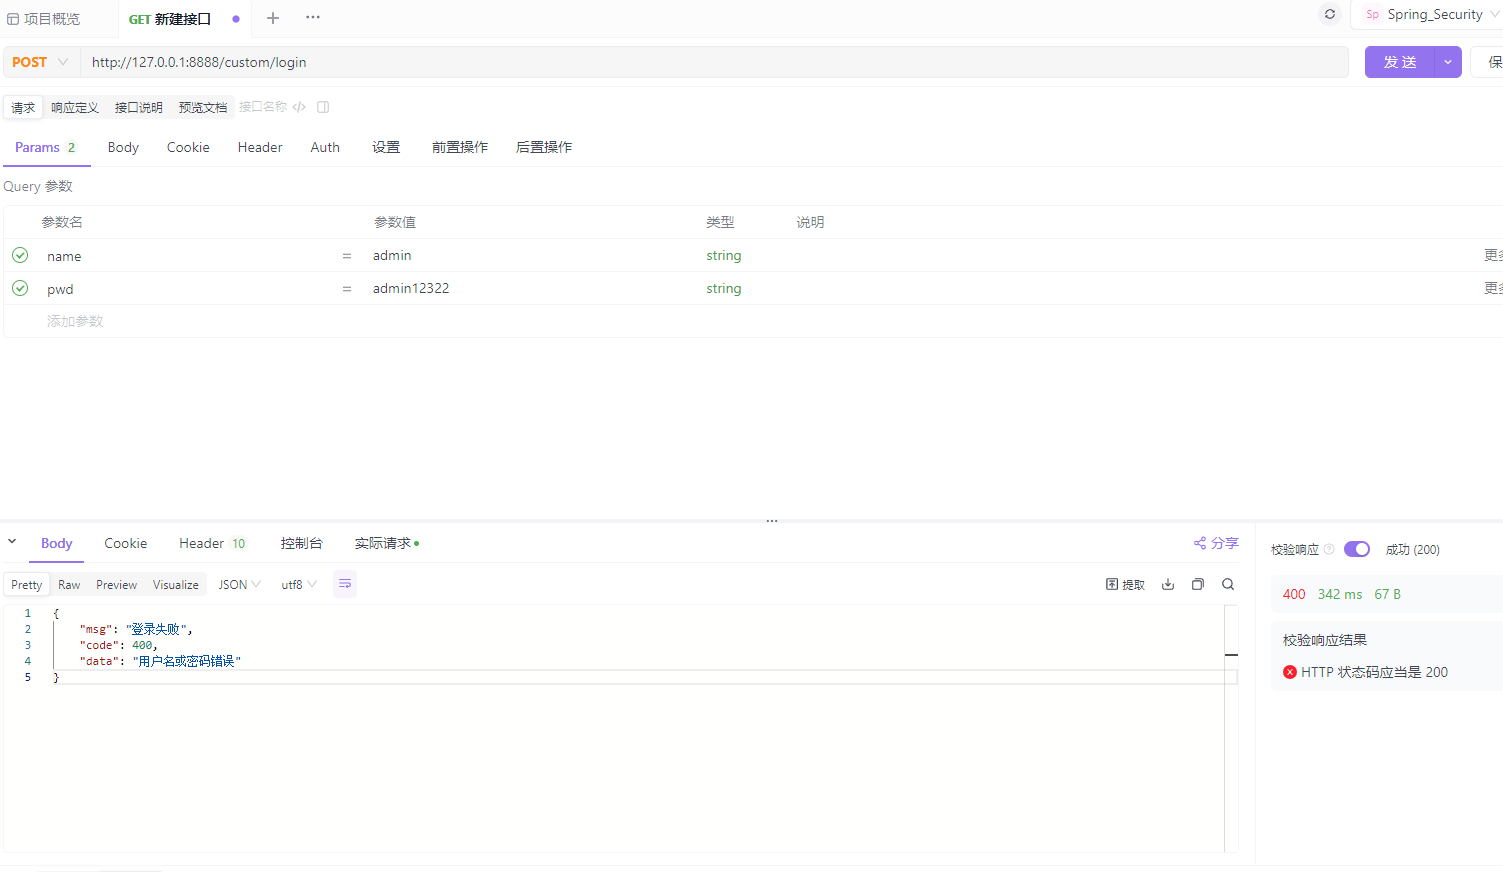 项目概览 GET 新建接口 Sp Spring_Security
POST http://127.0.0.1:8888/custom/login 发 送 保
请求 响应定义 接口说明 预览文档 接口名称
Params 2 Body Cookie Header Auth 设置 前置操作 后置操作
Query 参数
参数名 参数值 类型 说明
name = admin string 更多
pwd = admin12322 string 更多
添加参数
Body Cookie Header 10 控制台 实际请求 分享 校验响应 成功 (200)
Pretty Raw Preview Visualize JSON utf8 提取 400 342 ms 67 B
1 {
2 "msg": "登录失败",
3 "code": 400,
4 "data": "用户名或密码错误"
5 }
校验响应结果
HTTP 状态码应当是 200